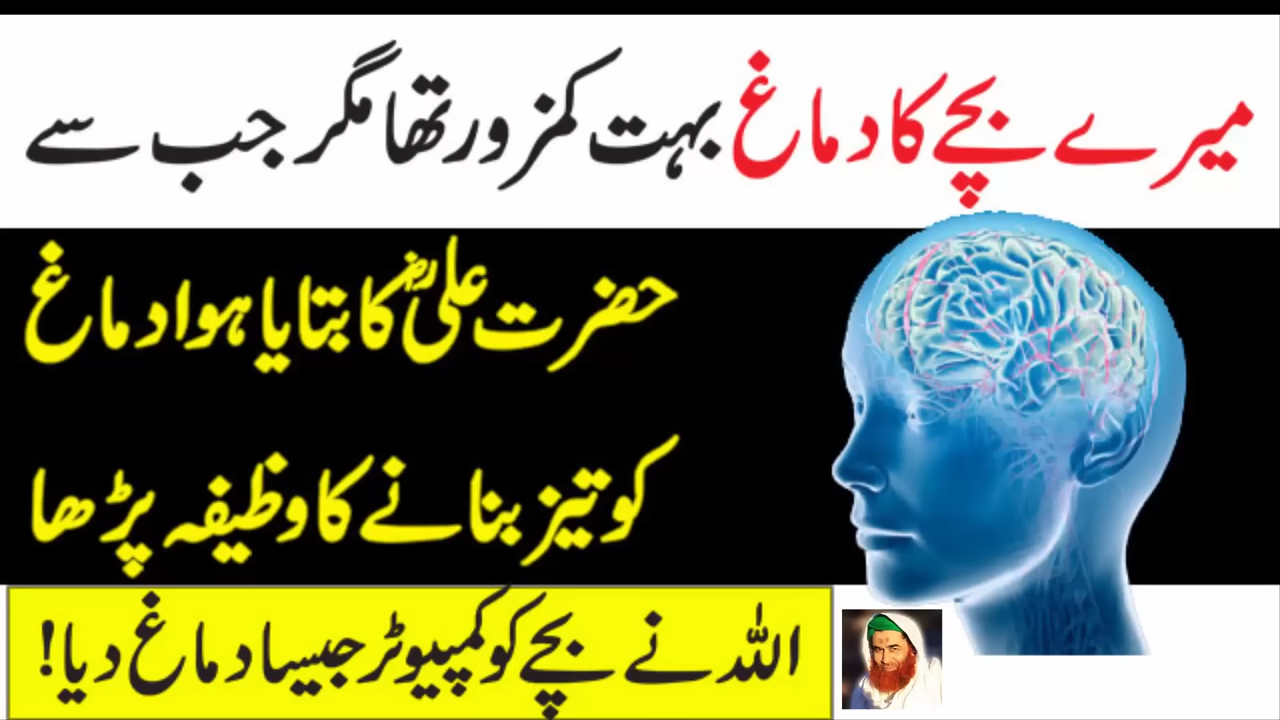 میرے بچے کا دماغ بہت کمزور تھا مگر جب سے
حضرت علیؓ کا بتایا ہوا دماغ
کو تیز بنانے کا وظیفہ پڑھا
اللہ نے بچے کو کمپیوٹر جیسا دماغ دیا!